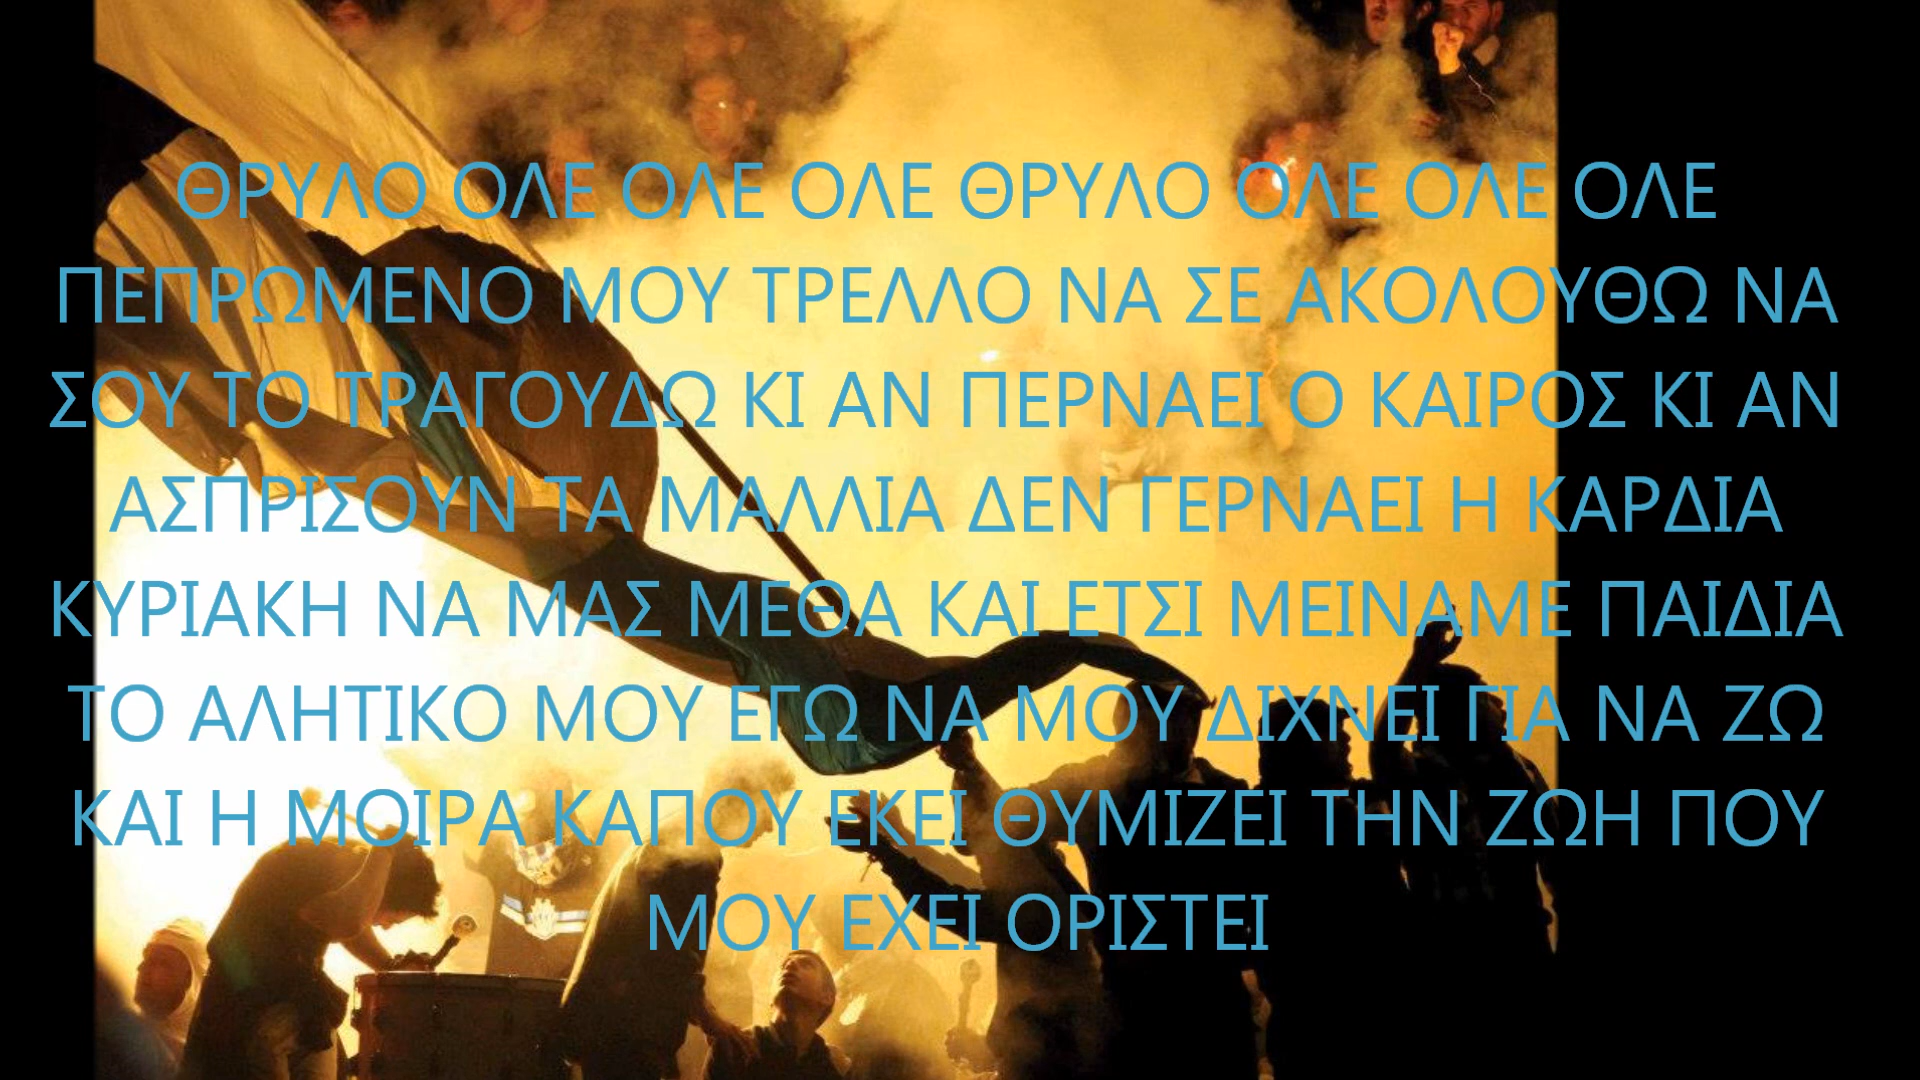 ΘΡΥΛΟ ΟΛΕ ΟΛΕ ΟΛΕ ΘΡΥΛΟ ΟΛΕ ΟΛΕ ΟΛΕ
ΠΕΠΡΩΜΕΝΟ ΜΟΥ ΤΡΕΛΛΟ ΝΑ ΣΕ ΑΚΟΛΟΥΘΩ ΝΑ
ΣΟΥ ΤΟ ΤΡΑΓΟΥΔΩ ΚΙ ΑΝ ΠΕΡΝΑΕΙ Ο ΚΑΙΡΟΣ ΚΙ ΑΝ
ΑΣΠΡΙΣΟΥΝ ΤΑ ΜΑΛΛΙΑ ΔΕΝ ΓΕΡΝΑΕΙ Η ΚΑΡΔΙΑ
ΚΥΡΙΑΚΗ ΝΑ ΜΑΣ ΜΕΘΑ ΚΑΙ ΕΤΣΙ ΜΕΙΝΑΜΕ ΠΑΙΔΙΑ
ΤΟ ΑΛΗΤΙΚΟ ΜΟΥ ΕΓΩ ΝΑ ΜΟΥ ΔΙΧΝΕΙ ΓΙΑ ΝΑ ΖΩ
ΚΑΙ Η ΜΟΙΡΑ ΚΑΠΟΥ ΕΚΕΙ ΘΥΜΙΖΕΙ ΤΗΝ ΖΩΗ ΠΟΥ
ΜΟΥ ΕΧΕΙ ΟΡΙΣΤΕΙ